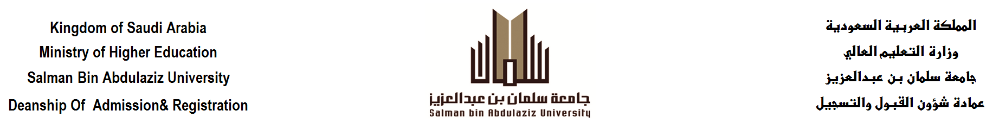 Kingdom of Saudi Arabia
Ministry of Higher Education
Salman Bin Abdulaziz University
Deanship Of  Admission& Registration
سلمان
جامعة سلمان بن عبدالعزيز
Salman bin Abdulaziz University
المملكة العربية السعودية
وزارة التعليم العالي
جامعة سلمان بن عبدالعزيز
عمادة شؤون القبول والتسجيل